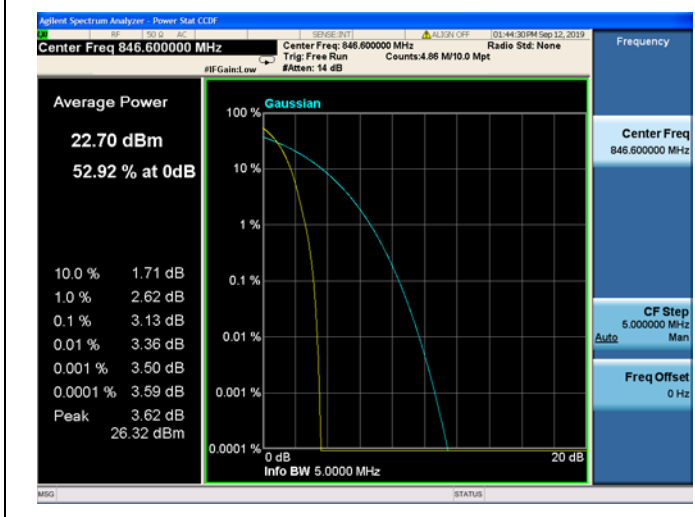 Agilent Spectrum Analyzer - Power Stat CCDF
RF 50 Ω AC SENSE:INT ALIGN OFF 01:44:30 PM Sep 12, 2019
Center Freq 846.600000 MHz
Center Freq: 846.600000 MHz Radio Std: None
Trig: Free Run Counts:4.86 M/10.0 Mpt
#IFGain:Low #Atten: 14 dB
Average Power
22.70 dBm
52.92 % at 0dB
10.0 % 1.71 dB
1.0 % 2.62 dB
0.1 % 3.13 dB
0.01 % 3.36 dB
0.001 % 3.50 dB
0.0001 % 3.59 dB
Peak 3.62 dB
26.32 dBm
Gaussian
100 %
10 %
1 %
0.1 %
0.01 %
0.001 %
0.0001 %
0 dB 20 dB
Info BW 5.0000 MHz
Frequency
Center Freq
846.600000 MHz
CF Step
5.000000 MHz
Auto Man
Freq Offset
0 Hz
MSG STATUS